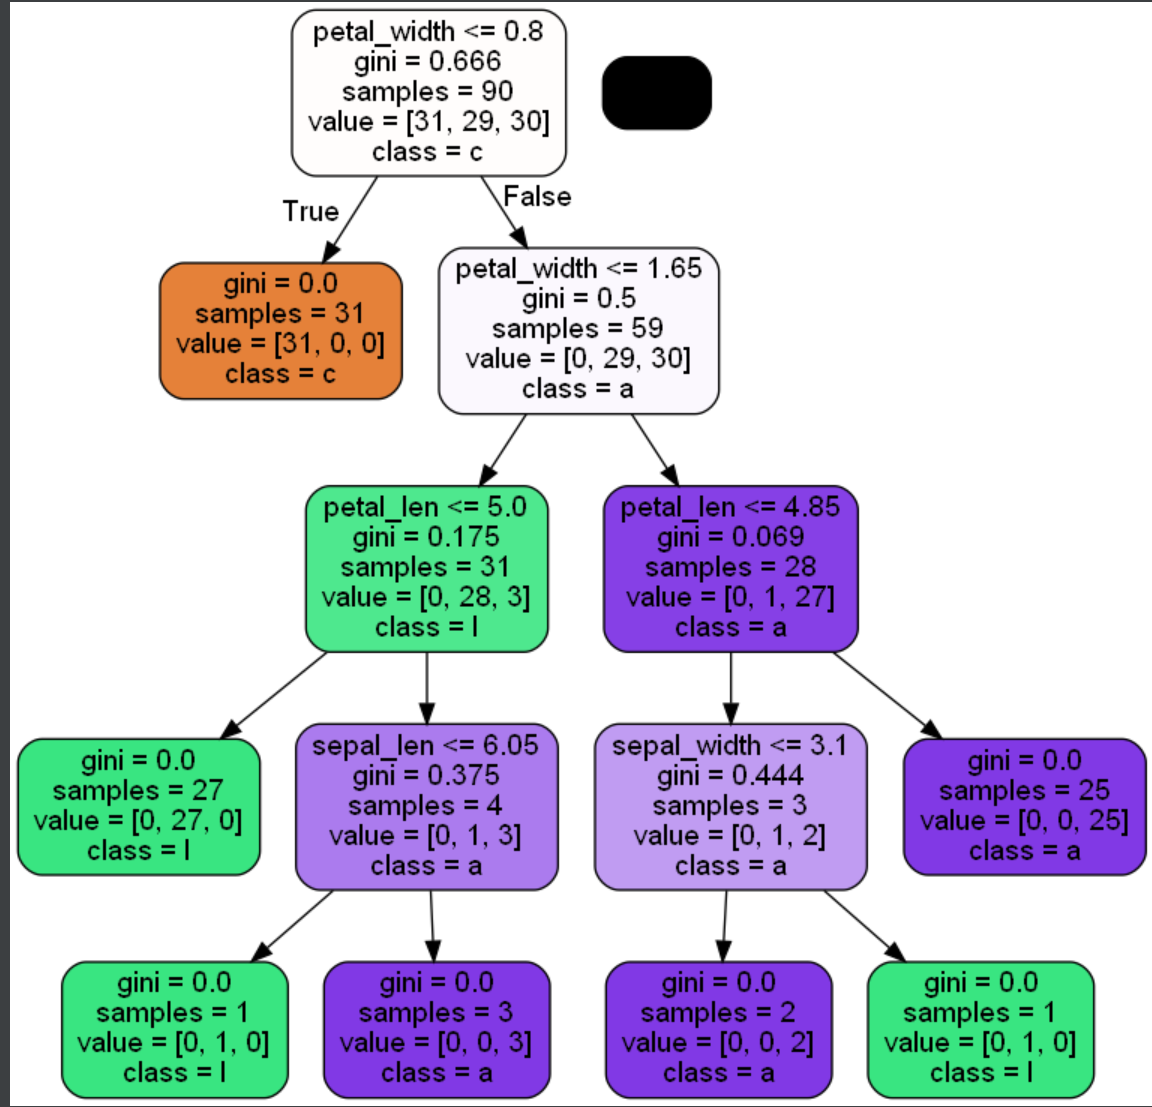 petal_width <= 0.8
gini = 0.666
samples = 90
value = [31, 29, 30]
class = c
True
False
gini = 0.0
samples = 31
value = [31, 0, 0]
class = c
petal_width <= 1.65
gini = 0.5
samples = 59
value = [0, 29, 30]
class = a
petal_len <= 5.0
gini = 0.175
samples = 31
value = [0, 28, 3]
class = l
petal_len <= 4.85
gini = 0.069
samples = 28
value = [0, 1, 27]
class = a
gini = 0.0
samples = 27
value = [0, 27, 0]
class = l
sepal_len <= 6.05
gini = 0.375
samples = 4
value = [0, 1, 3]
class = a
sepal_width <= 3.1
gini = 0.444
samples = 3
value = [0, 1, 2]
class = a
gini = 0.0
samples = 25
value = [0, 0, 25]
class = a
gini = 0.0
samples = 1
value = [0, 1, 0]
class = l
gini = 0.0
samples = 3
value = [0, 0, 3]
class = a
gini = 0.0
samples = 2
value = [0, 0, 2]
class = a
gini = 0.0
samples = 1
value = [0, 1, 0]
class = l